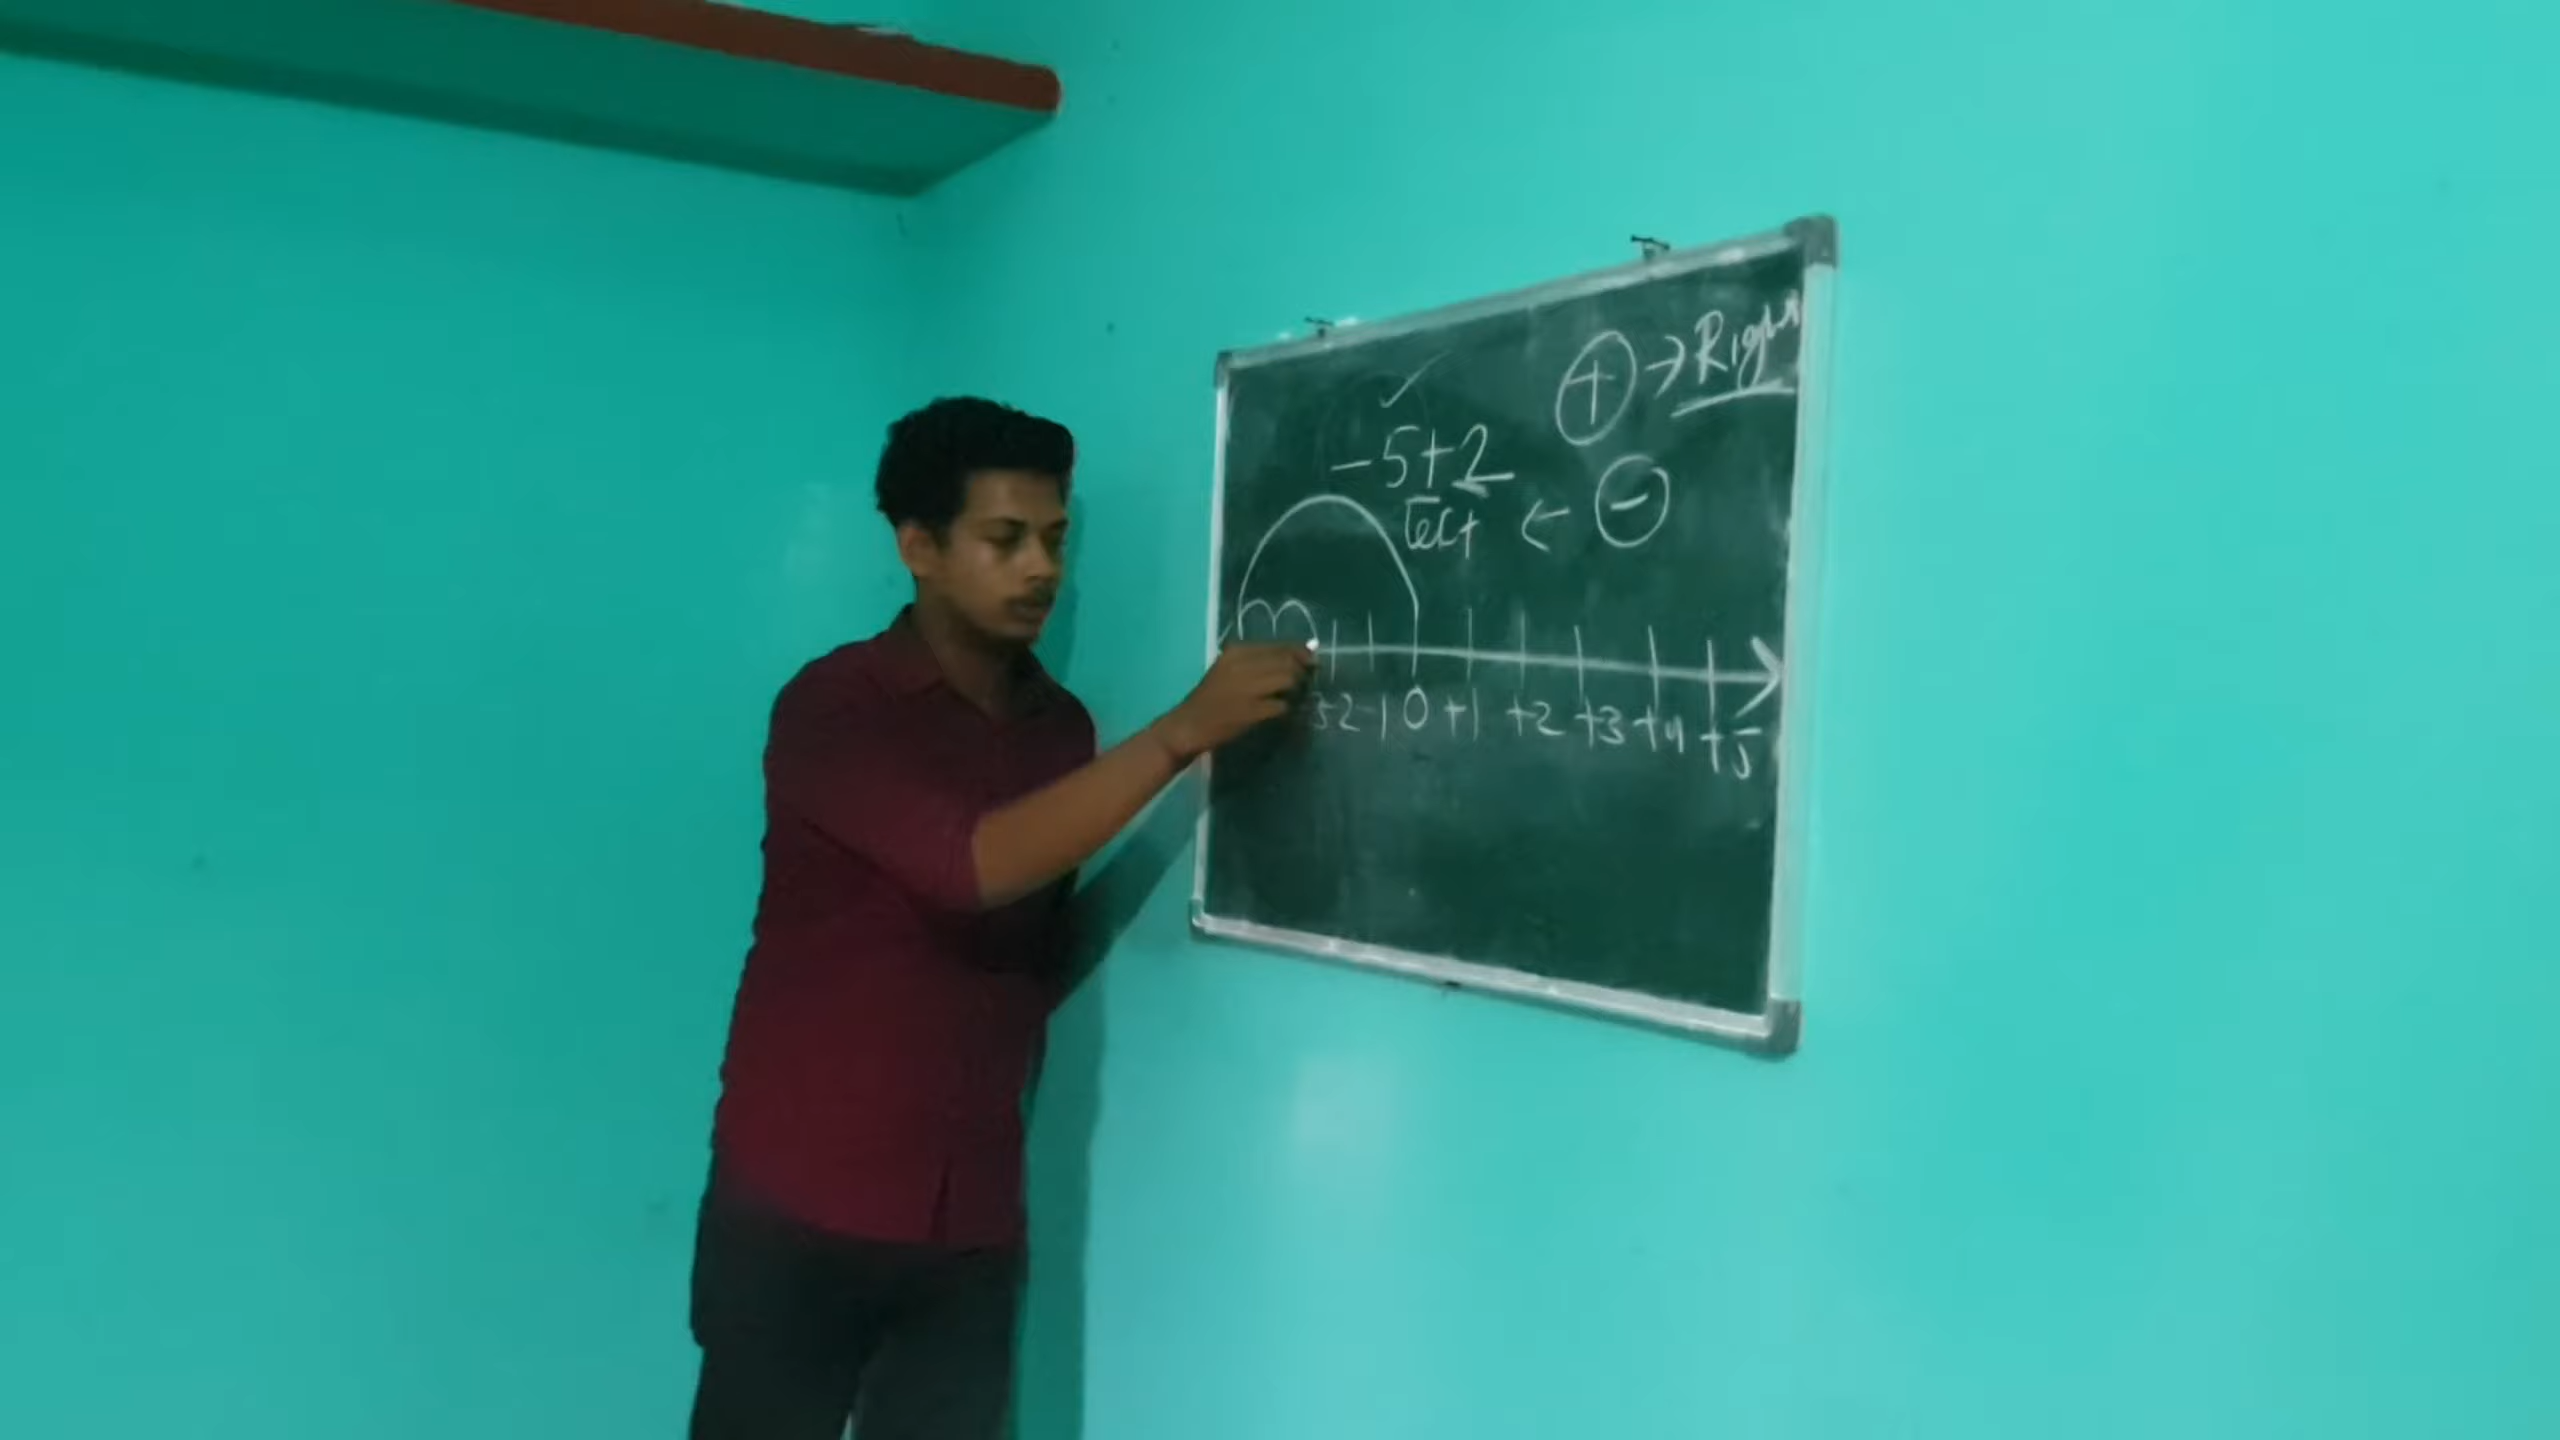 ⊕ → Right
-5+2
Left ← ⊖
-3 -2 -1 0 +1 +2 +3 +4 +5